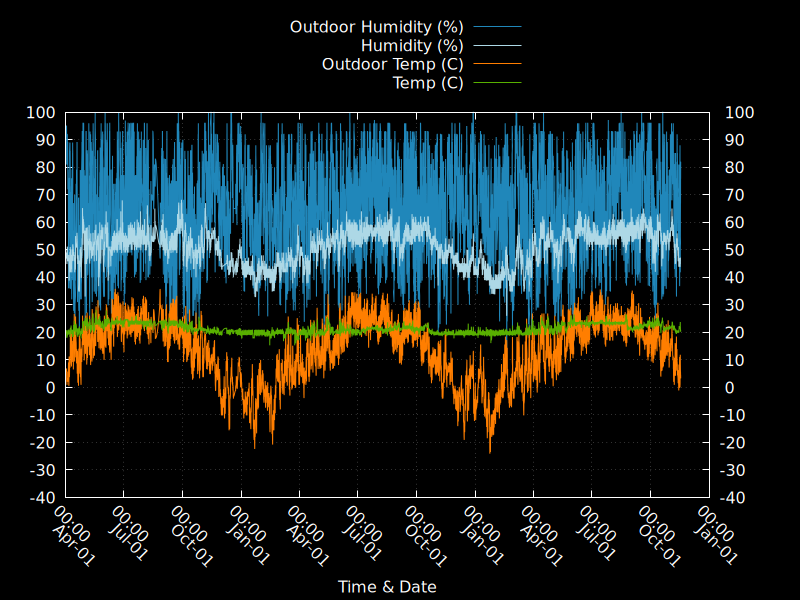 Outdoor Humidity (%)
Humidity (%)
Outdoor Temp (C)
Temp (C)
100 100
90 90
80 80
70 70
60 60
50 50
40 40
30 30
20 20
10 10
0 0
-10 -10
-20 -20
-30 -30
-40 -40
00:00 00:00 00:00 00:00 00:00 00:00 00:00 00:00 00:00 00:00 00:00 00:00
Apr-01 Jul-01 Oct-01 Jan-01 Apr-01 Jul-01 Oct-01 Jan-01 Apr-01 Jul-01 Oct-01 Jan-01
Time & Date